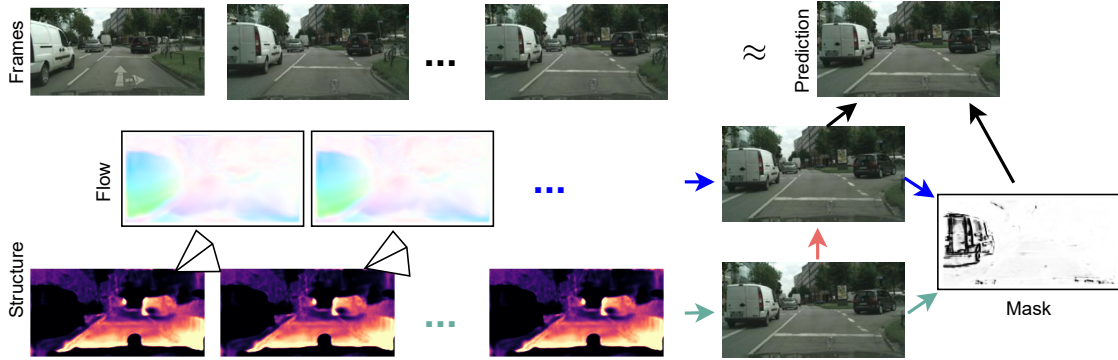 Frames
...
≈
Prediction
Flow
...
Structure
...
Mask